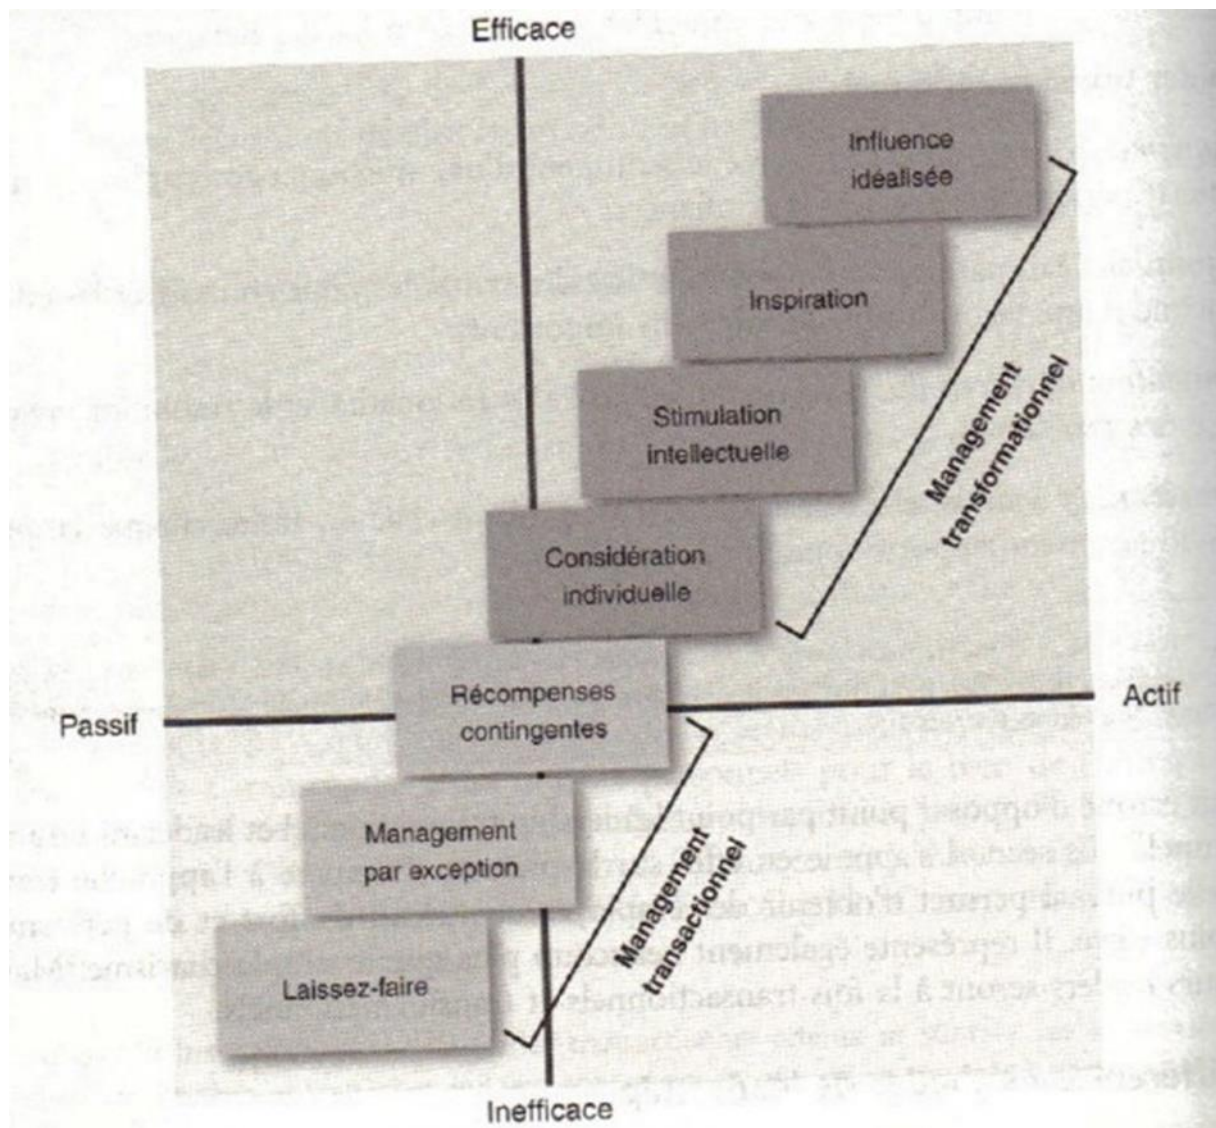 Efficace
Influence
idéalisée
Inspiration
Stimulation
intellectuelle
Management
transformationnel
Considération
individuelle
Passif
Récompenses
contingentes
Actif
Management
par exception
Management
transactionnel
Laissez-faire
Inefficace